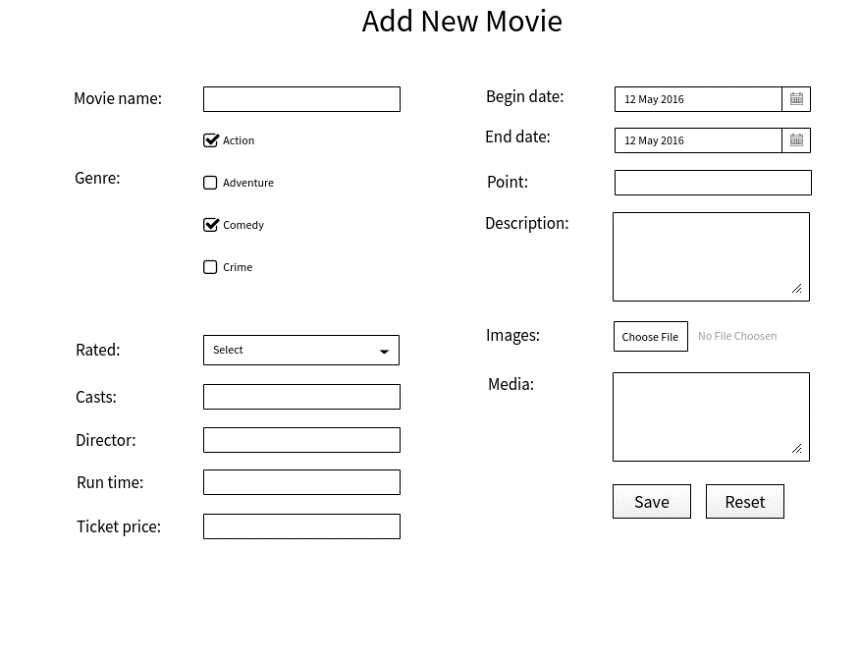 Add New Movie
Movie name:
Action
Genre:
Adventure
Comedy
Crime
Rated:
Select
Casts:
Director:
Run time:
Ticket price:
Begin date:
12 May 2016
End date:
12 May 2016
Point:
Description:
Images:
Choose File
No File Choosen
Media:
Save
Reset